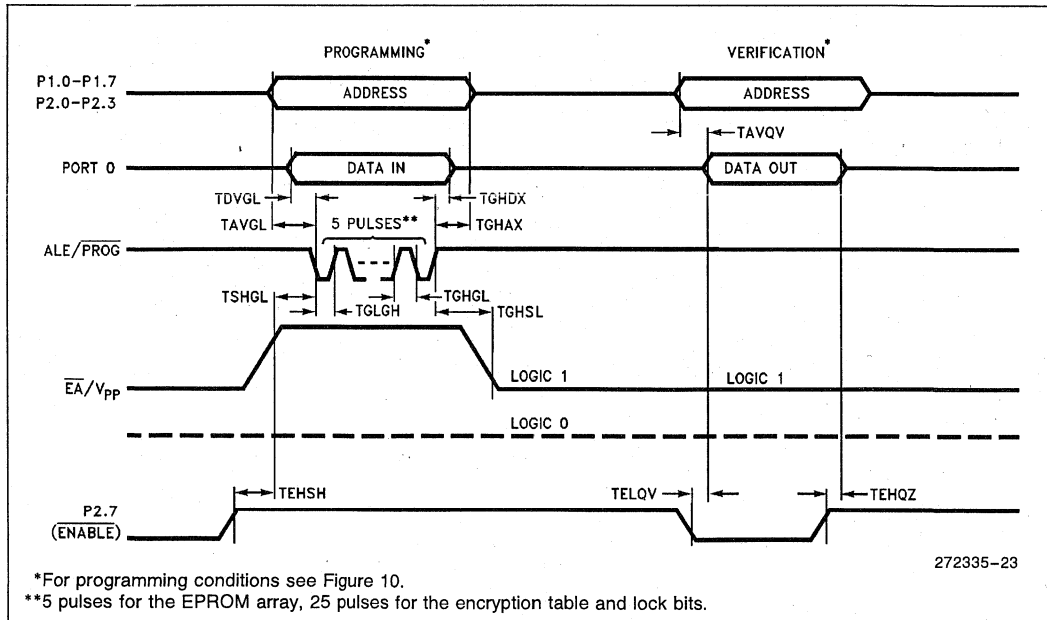 PROGRAMMING* VERIFICATION*
P1.0–P1.7
P2.0–P2.3
ADDRESS ADDRESS
TAVQV
PORT 0 DATA IN DATA OUT
TDVGL TGHDX
TAVGL 5 PULSES** TGHAX
ALE/PROG
TSHGL TGLGH TGHGL TGHSL
EA/VPP LOGIC 1 LOGIC 1
LOGIC 0
TEHSH TELQV TEHQZ
P2.7
(ENABLE)
272335–23
*For programming conditions see Figure 10.
**5 pulses for the EPROM array, 25 pulses for the encryption table and lock bits.